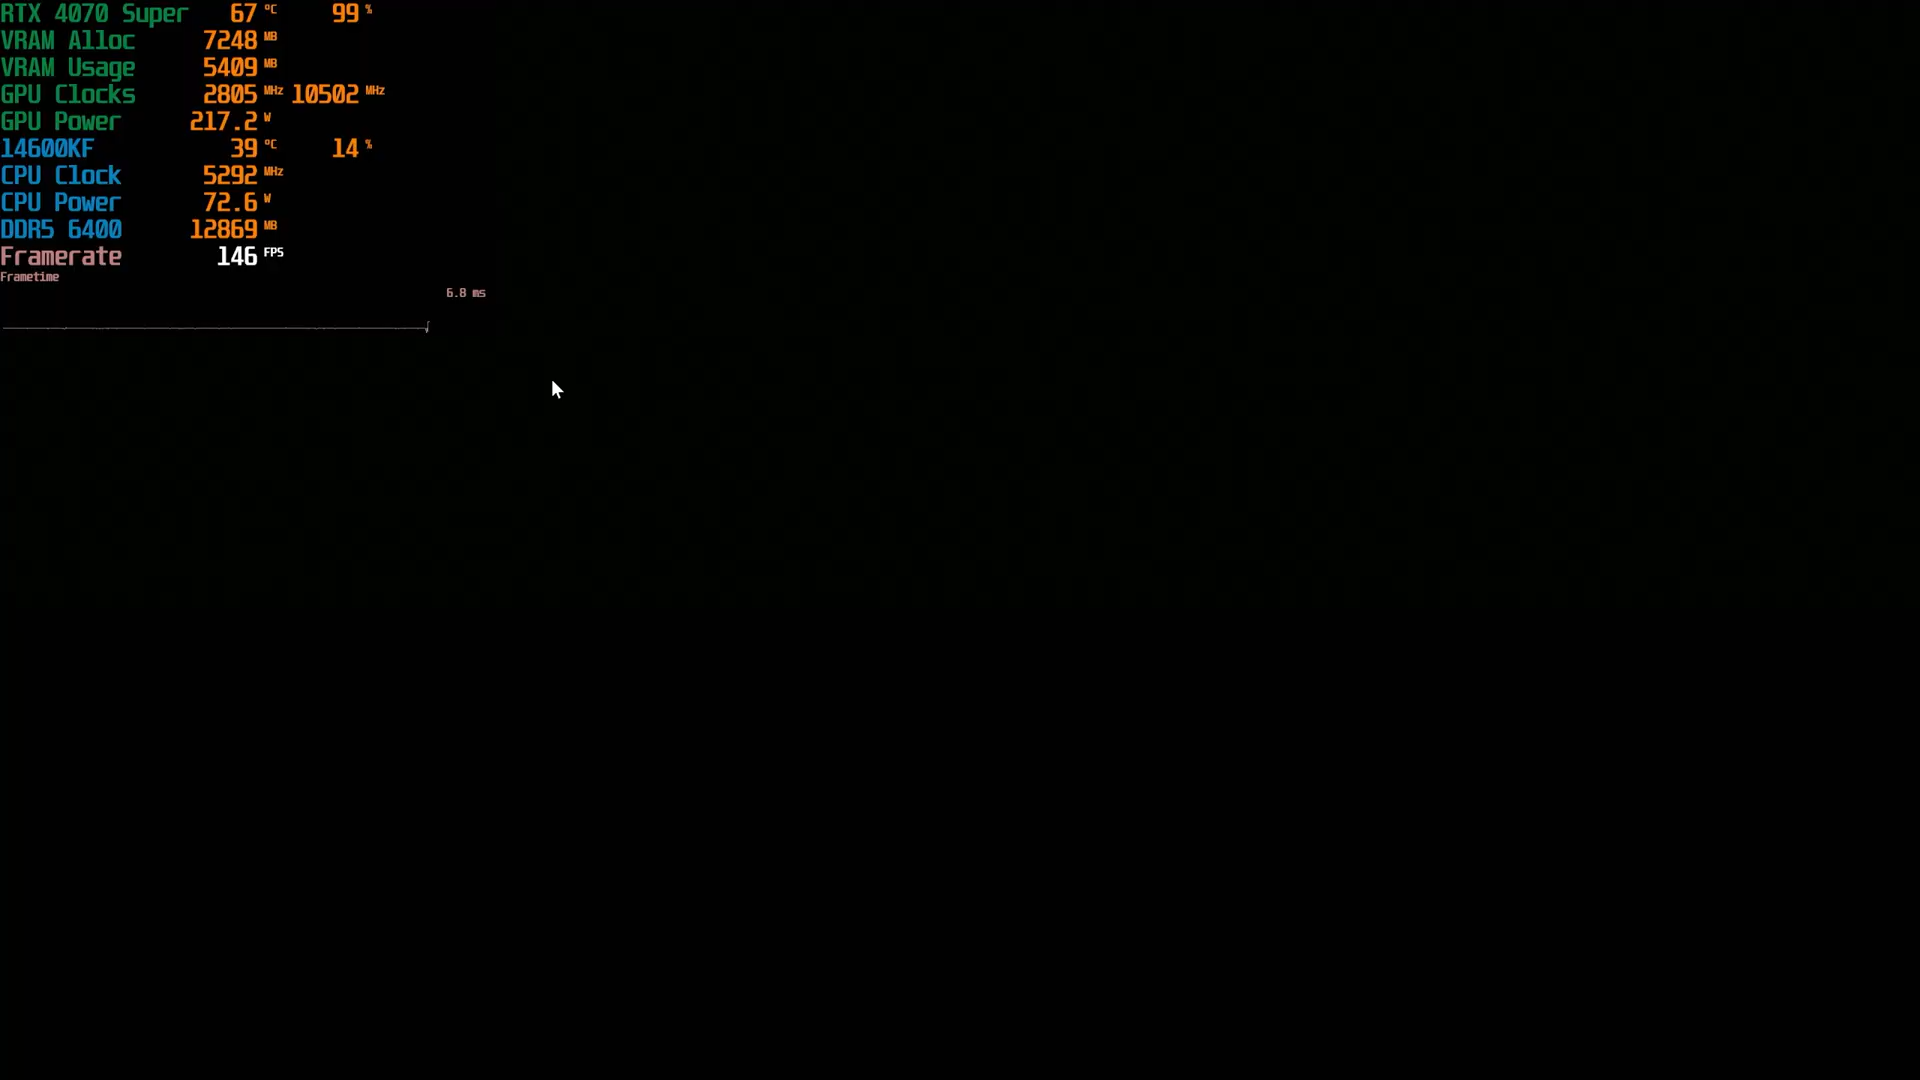 RTX 4070 Super 67 °C 99 %
VRAM Alloc 7248 MB
VRAM Usage 5409 MB
GPU Clocks 2805 MHz 10502 MHz
GPU Power 217.2 W
14600KF 39 °C 14 %
CPU Clock 5292 MHz
CPU Power 72.6 W
DDR5 6400 12869 MB
Framerate 146 FPS
Frametime
6.8 ms